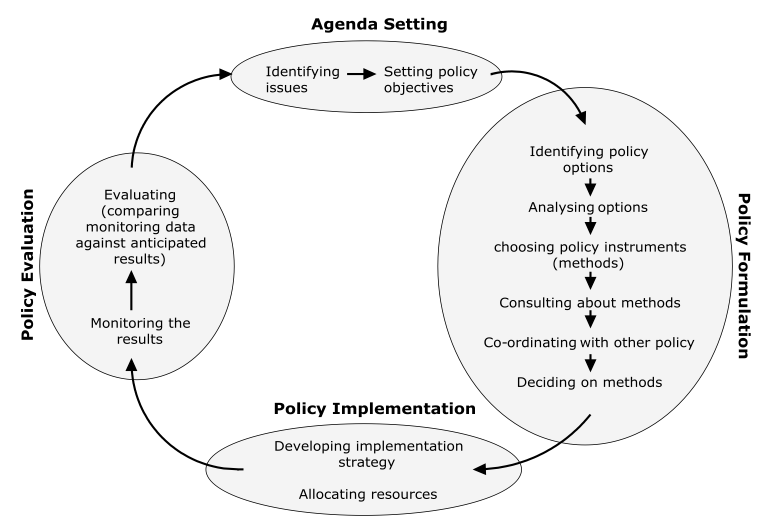 Agenda Setting
Identifying
issues
Setting policy
objectives
Policy Formulation
Identifying policy
options
Analysing options
choosing policy instruments
(methods)
Consulting about methods
Co-ordinating with other policy
Deciding on methods
Policy Implementation
Developing implementation
strategy
Allocating resources
Policy Evaluation
Evaluating
(comparing
monitoring data
against anticipated
results)
Monitoring the
results